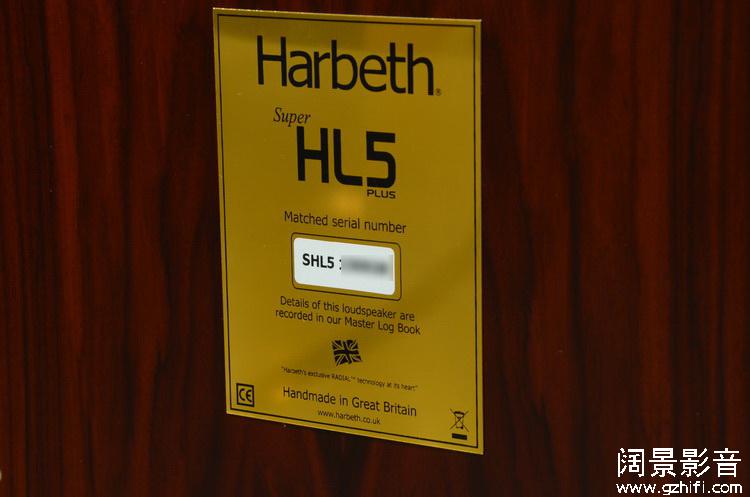 Harbeth®
Super
HL5
PLUS
Matched serial number
SHL5
Details of this loudspeaker are
recorded in our Master Log Book
"Harbeth's exclusive RADIAL™ technology at its heart"
CE
Handmade in Great Britain
www.harbeth.co.uk
阔景影音
www.gzhifi.com